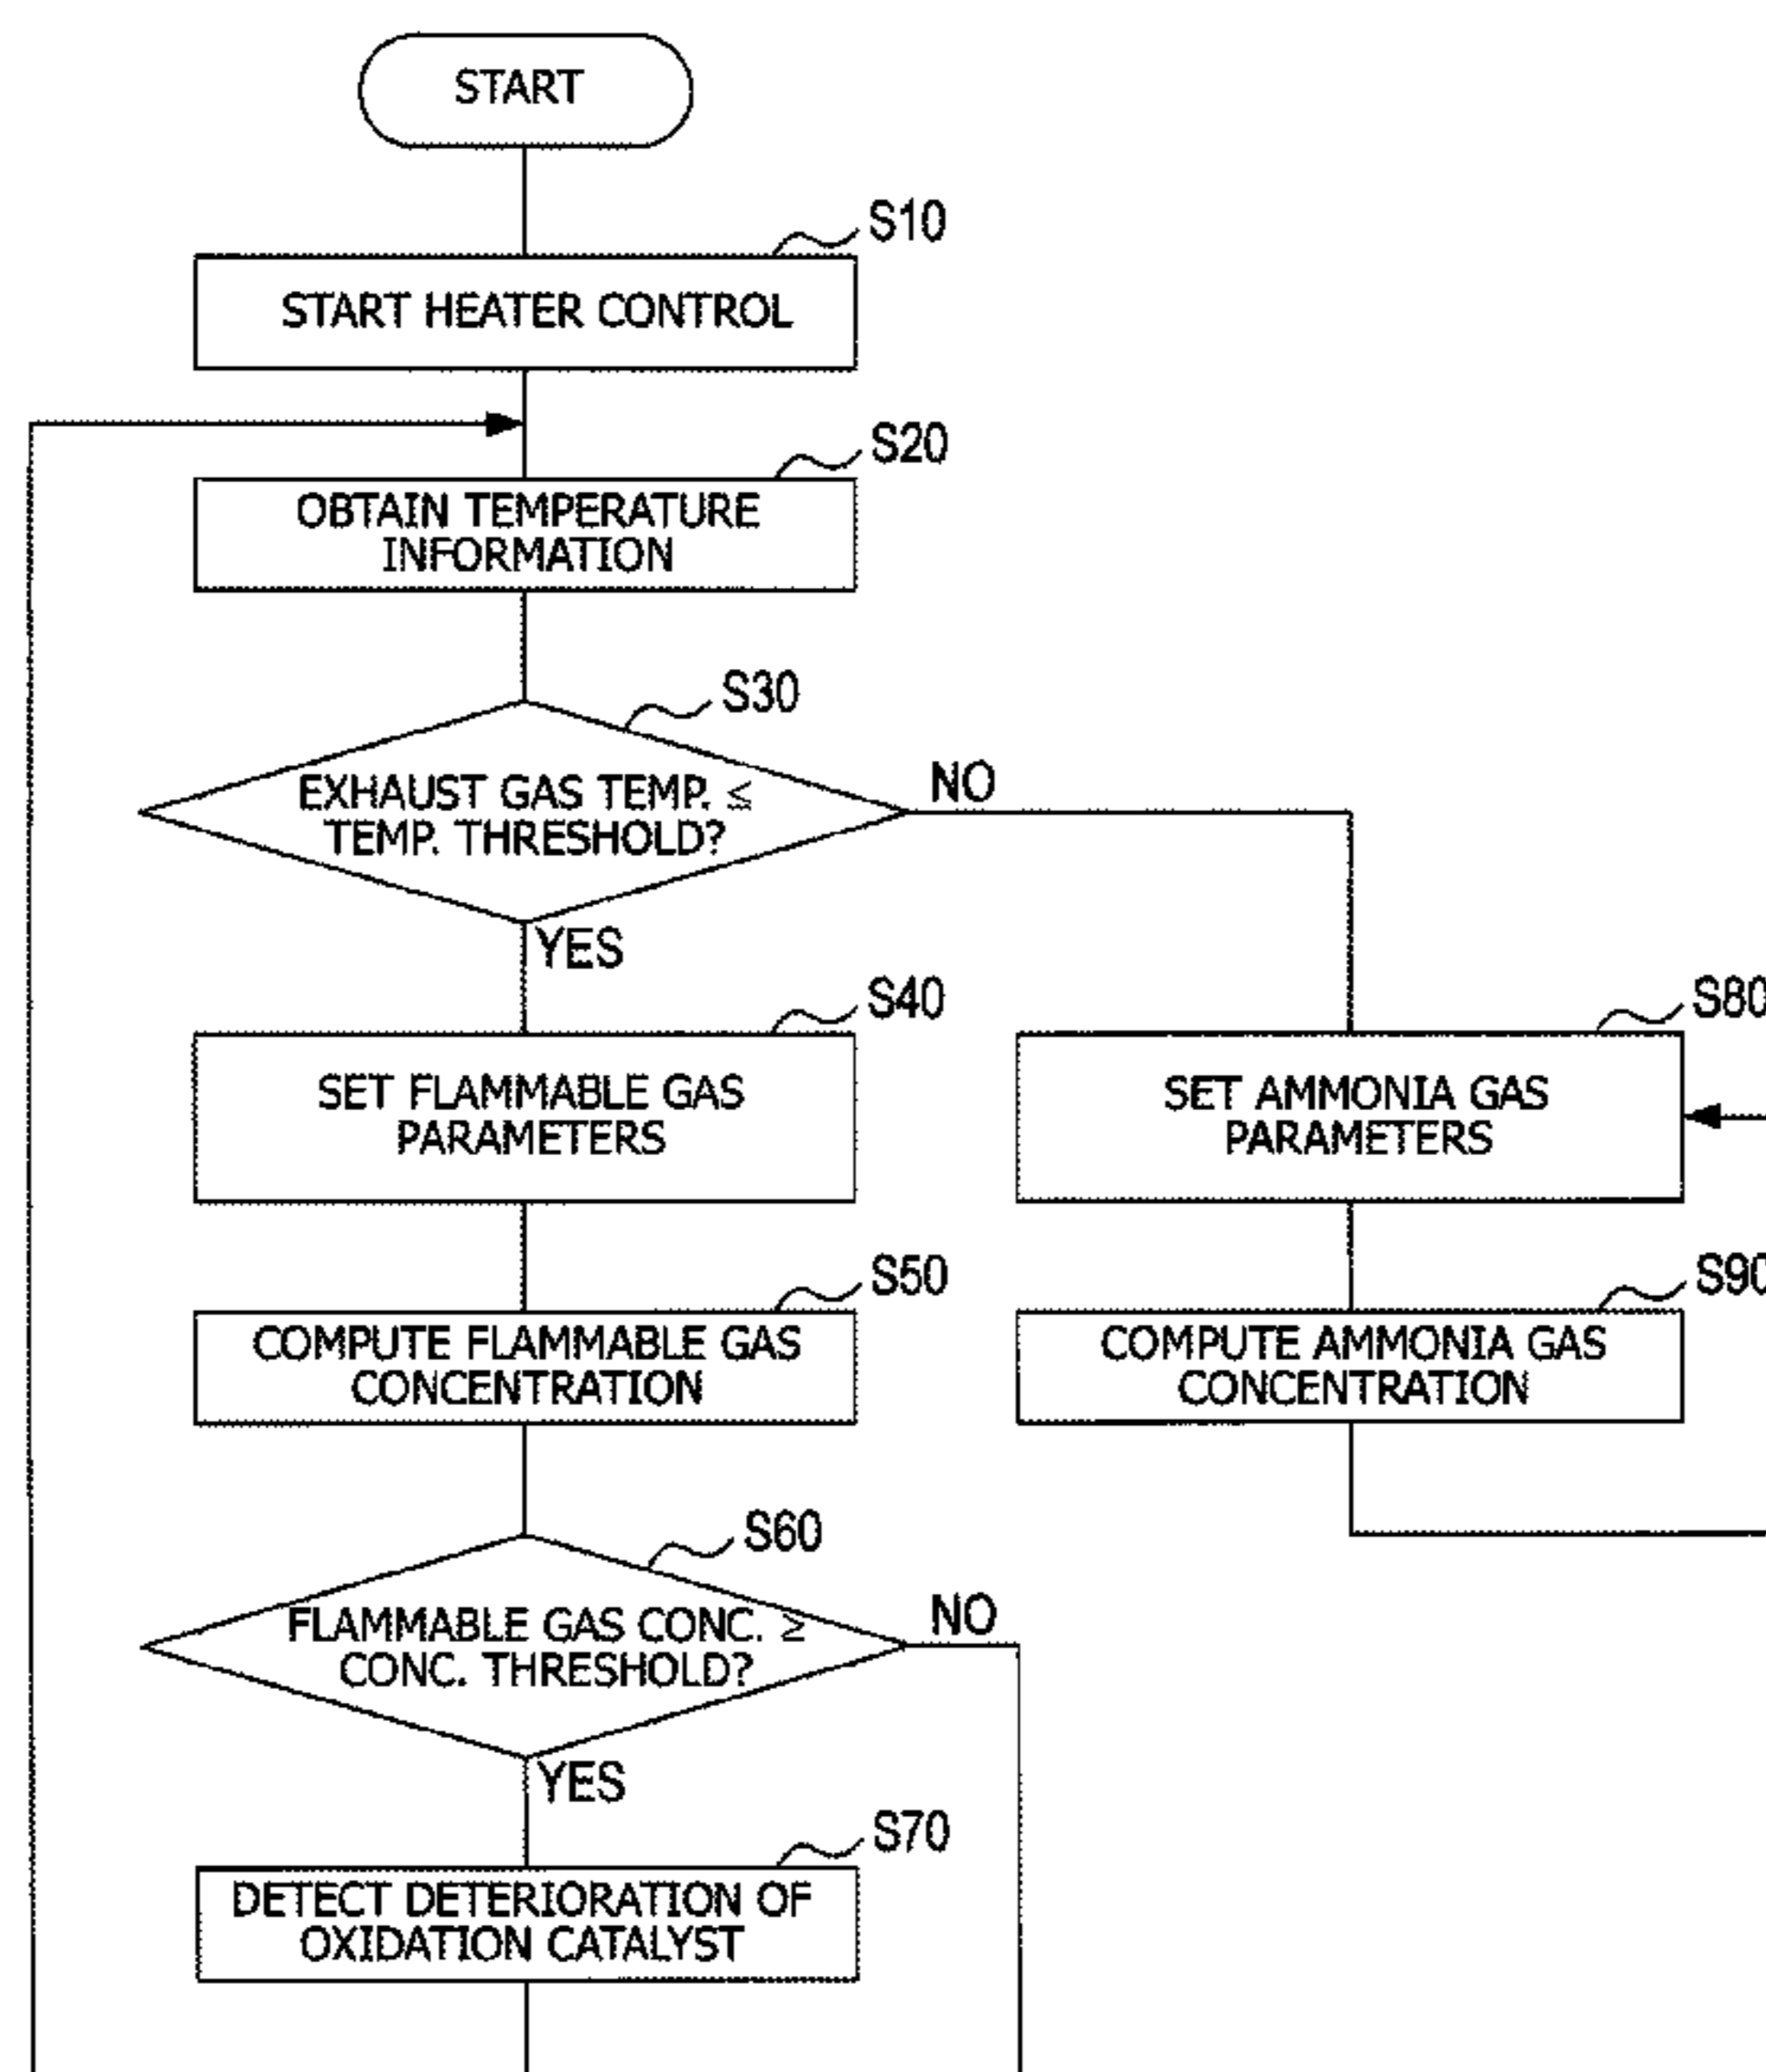 START
S10
START HEATER CONTROL
S20
OBTAIN TEMPERATURE
INFORMATION
S30
EXHAUST GAS TEMP. ≤
TEMP. THRESHOLD?
NO
YES
S40
SET FLAMMABLE GAS
PARAMETERS
S80
SET AMMONIA GAS
PARAMETERS
S50
COMPUTE FLAMMABLE GAS
CONCENTRATION
S90
COMPUTE AMMONIA GAS
CONCENTRATION
S60
FLAMMABLE GAS CONC. ≥
CONC. THRESHOLD?
NO
YES
S70
DETECT DETERIORATION OF
OXIDATION CATALYST